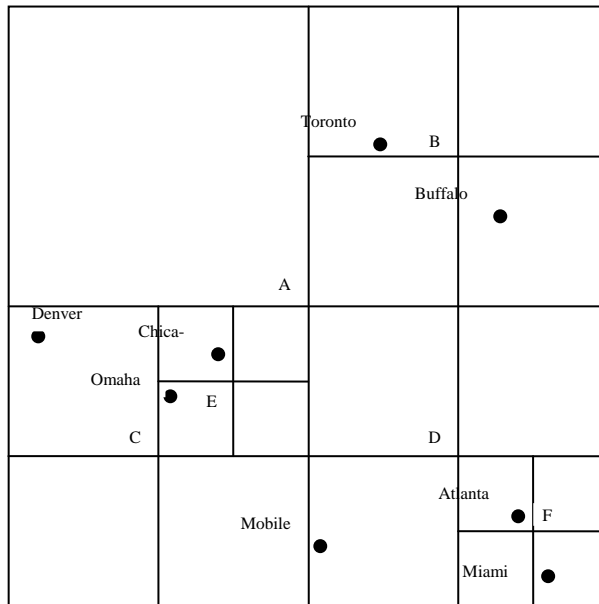 Toronto
B
Buffalo
A
Denver
Chica-
Omaha
E
C
D
Atlanta
F
Mobile
Miami